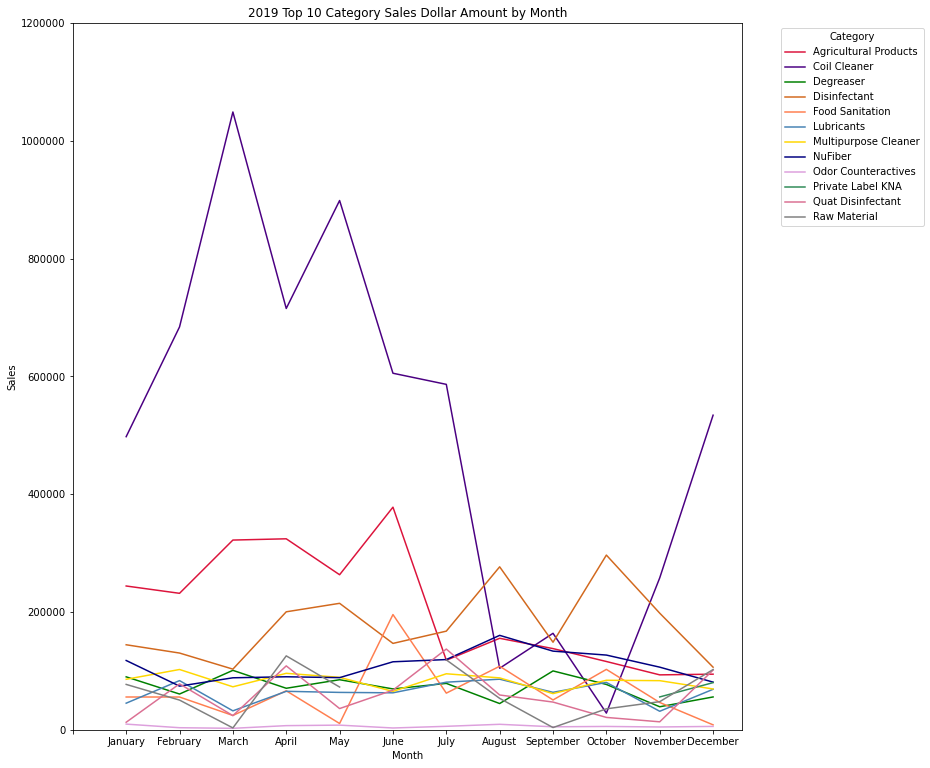 2019 Top 10 Category Sales Dollar Amount by Month
1200000
1000000
800000
600000
400000
200000
0
Sales
January February March April May June July August September October November December
Month
Category
Agricultural Products
Coil Cleaner
Degreaser
Disinfectant
Food Sanitation
Lubricants
Multipurpose Cleaner
NuFiber
Odor Counteractives
Private Label KNA
Quat Disinfectant
Raw Material